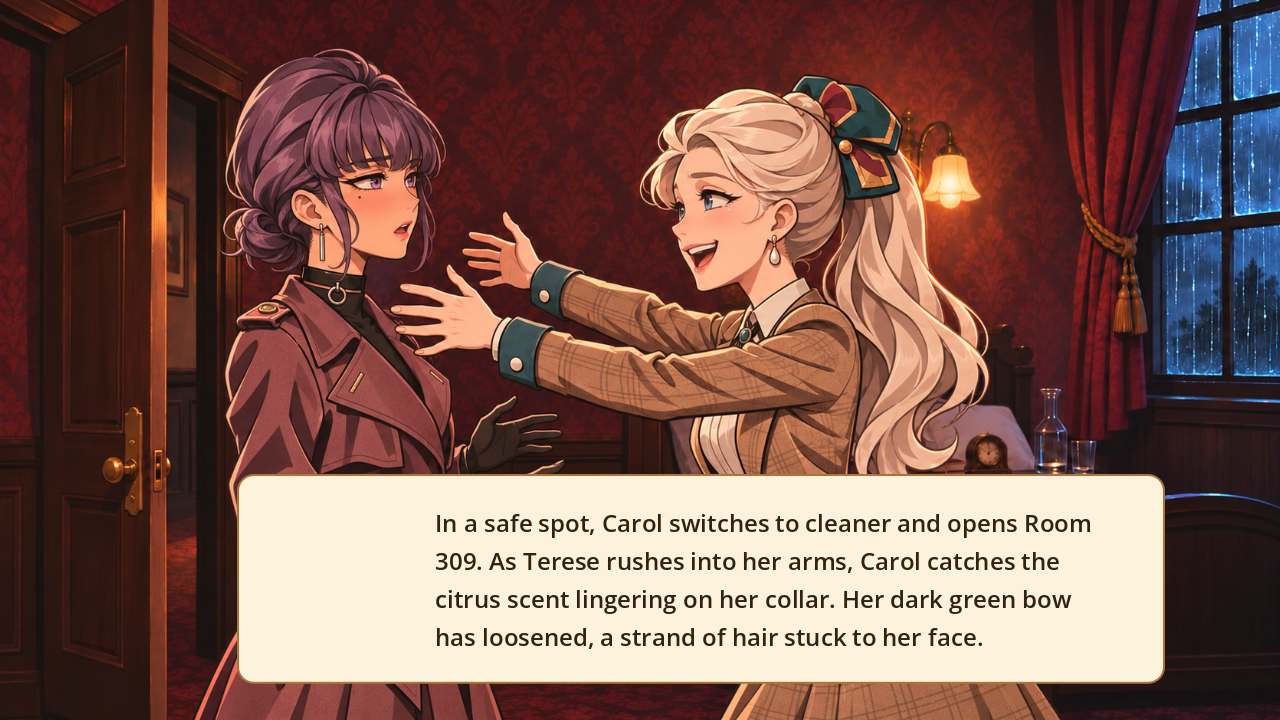 In a safe spot, Carol switches to cleaner and opens Room
309. As Terese rushes into her arms, Carol catches the
citrus scent lingering on her collar. Her dark green bow
has loosened, a strand of hair stuck to her face.